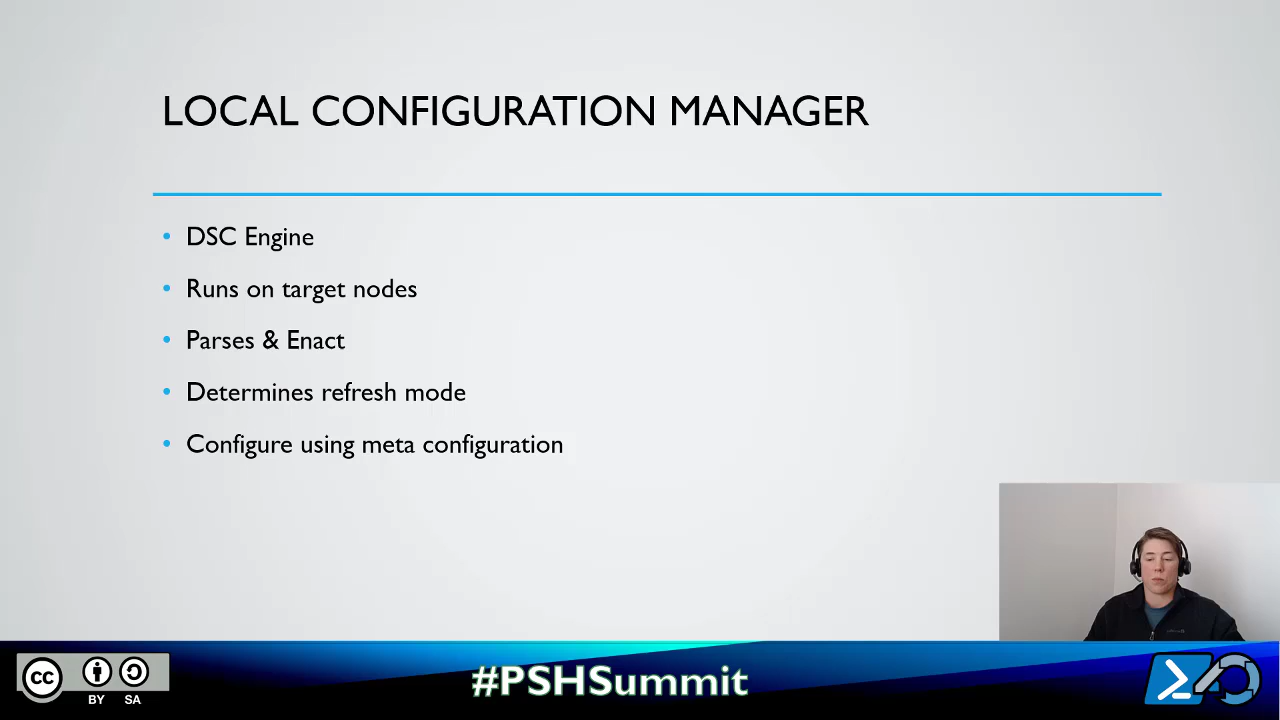 LOCAL CONFIGURATION MANAGER
• DSC Engine
• Runs on target nodes
• Parses & Enact
• Determines refresh mode
• Configure using meta configuration
cc
BY SA
#PSHSummit